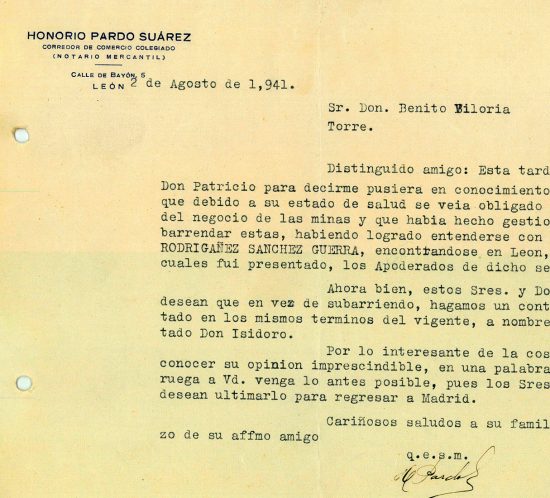 HONORIO PARDO SUÁREZ
CORREDOR DE COMERCIO COLEGIADO
(NOTARIO MERCANTIL)
CALLE DE BAYÓN, 5
LEÓN 2 de Agosto de 1,941.
Sr. Don. Benito Viloria
Torre.
Distinguido amigo: Esta tard
Don Patricio para decirme pusiera en conocimiento
que debido a su estado de salud se veia obligado
del negocio de las minas y que habia hecho gestio
barrendar estas, habiendo logrado entenderse con
RODRIGAÑEZ SANCHEZ GUERRA, encontrandose en Leon,
cuales fui presentado, los Apoderados de dicho se
Ahora bien, estos Sres. y Do
desean que en vez de subarriendo, hagamos un cont
tado en los mismos terminos del vigente, a nombre
tado Don Isidoro.
Por lo interesante de la cos
conocer su opinion imprescindible, en una palabra
ruega a Vd. venga lo antes posible, pues los Sres
desean ultimarlo para regresar a Madrid.
Cariñosos saludos a su famil
zo de su affmo amigo
q.e.s.m.
H Pardo S